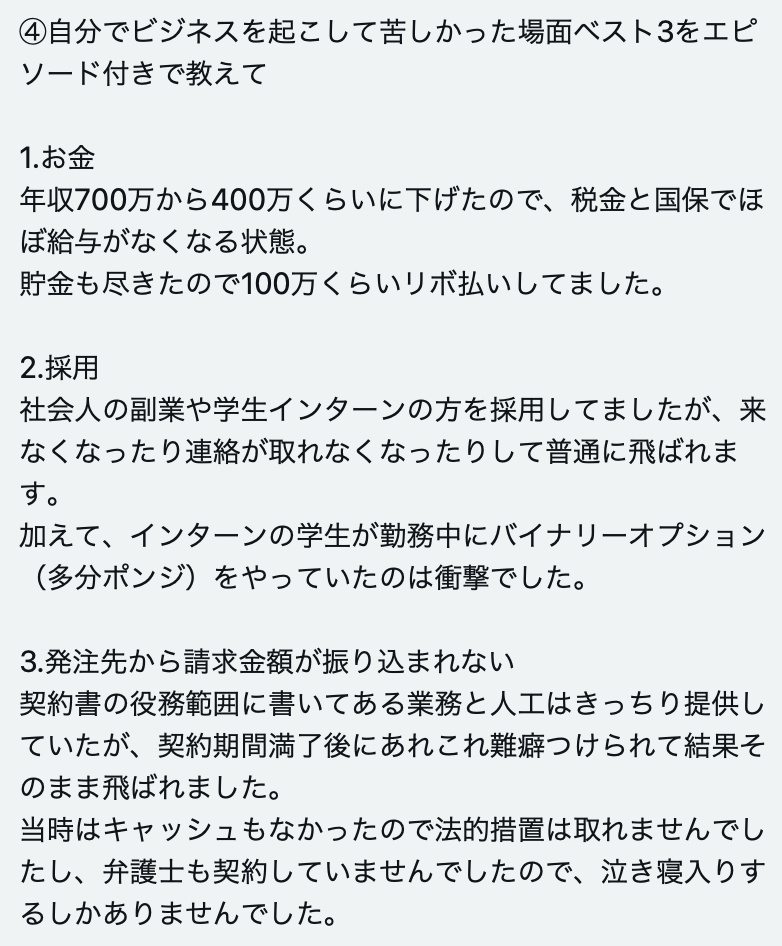 ④自分でビジネスを起こして苦しかった場面ベスト3をエピ
ソード付きで教えて
1.お金
年収700万から400万くらいに下げたので、税金と国保でほ
ぼ給与がなくなる状態。
貯金も尽きたので100万くらいリボ払いしてました。
2.採用
社会人の副業や学生インターンの方を採用してましたが、来
なくなったり連絡が取れなくなったりして普通に飛ばれま
す。
加えて、インターンの学生が勤務中にバイナリーオプション
（多分ポンジ）をやっていたのは衝撃でした。
3.発注先から請求金額が振り込まれない
契約書の役務範囲に書いてある業務と人工はきっちり提供し
ていたが、契約期間満了後にあれこれ難癖つけられて結果そ
のまま飛ばれました。
当時はキャッシュもなかったので法的措置は取れませんでし
たし、弁護士も契約していませんでしたので、泣き寝入りす
るしかありませんでした。